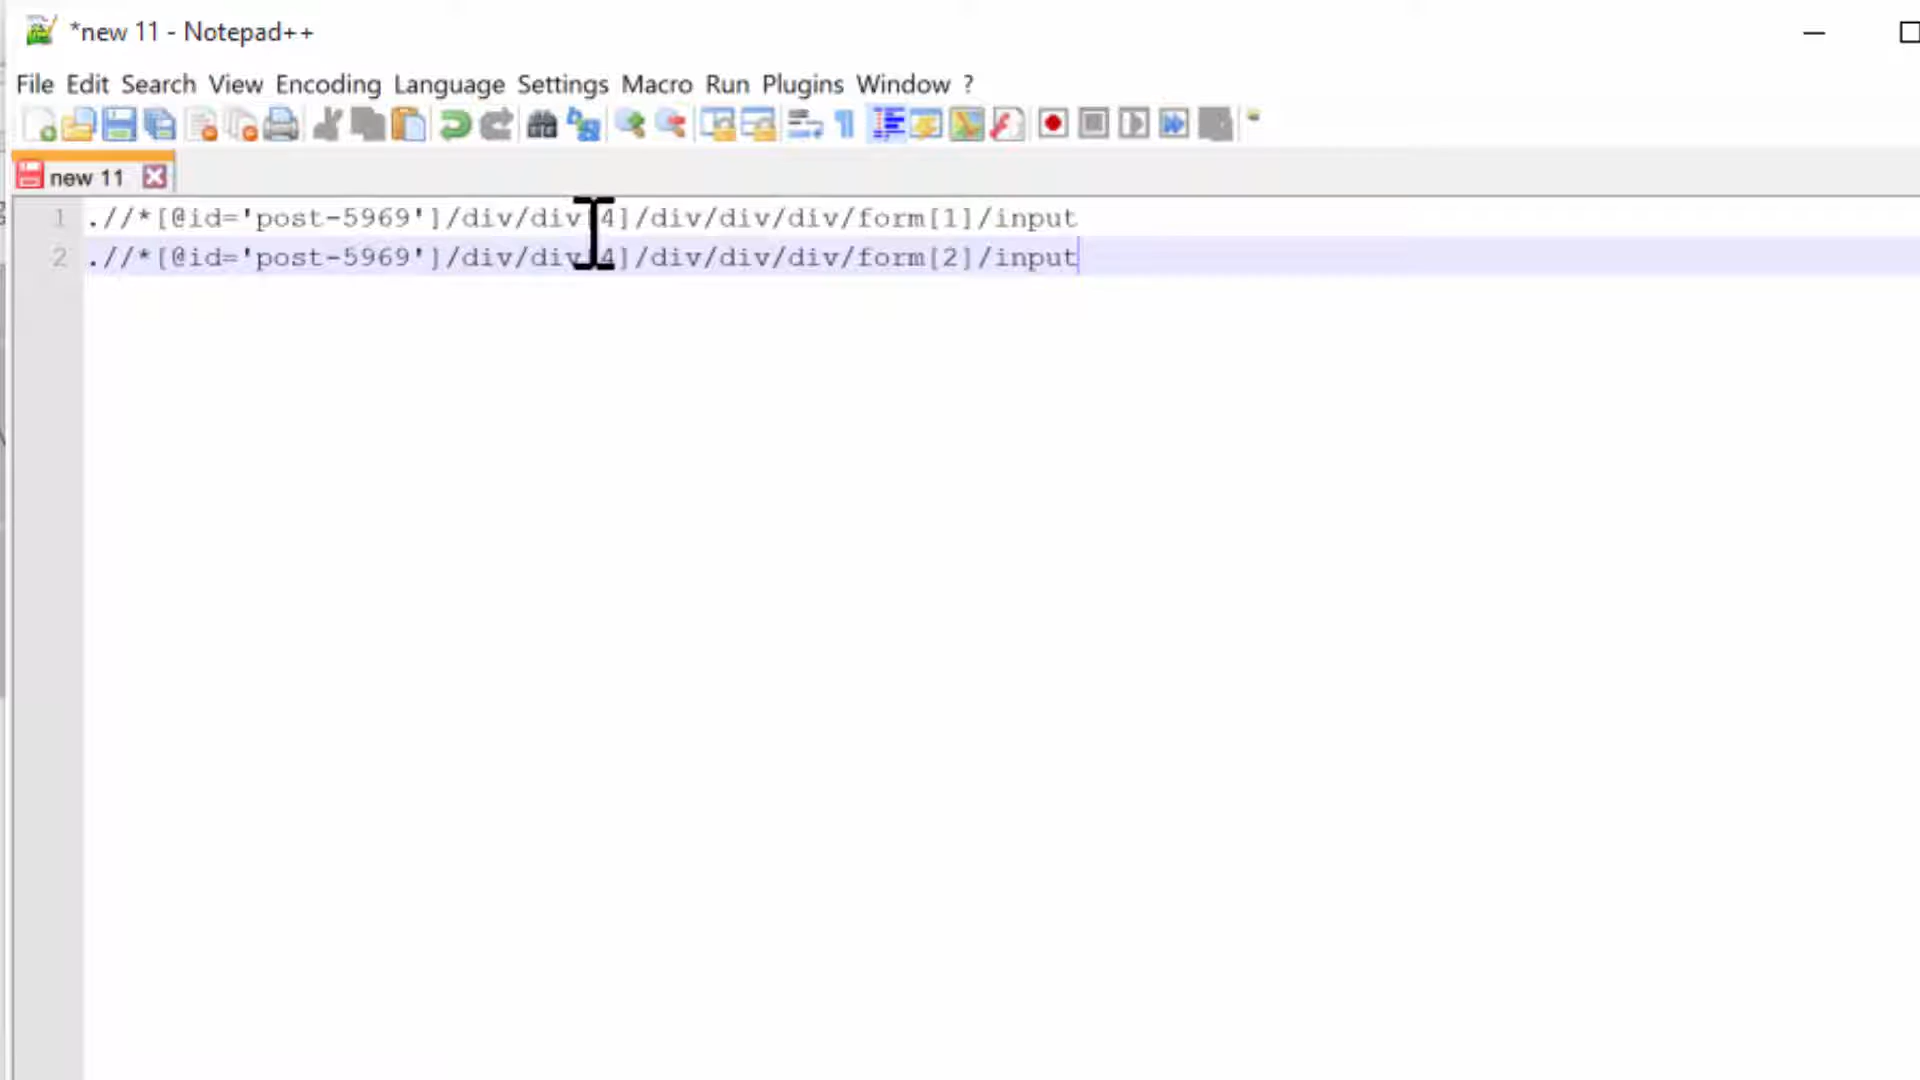 *new 11 - Notepad++
File Edit Search View Encoding Language Settings Macro Run Plugins Window ?
new 11
1 .//*[@id='post-5969']/div/div[4]/div/div/div/form[1]/input
2 .//*[@id='post-5969']/div/div[4]/div/div/div/form[2]/input